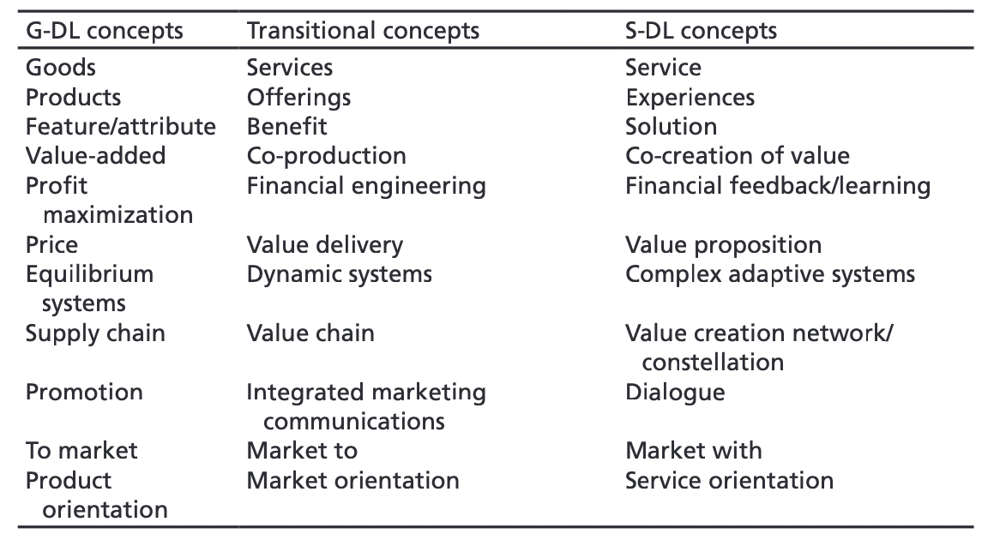 G-DL concepts Transitional concepts S-DL concepts
Goods Services Service
Products Offerings Experiences
Feature/attribute Benefit Solution
Value-added Co-production Co-creation of value
Profit Financial engineering Financial feedback/learning
maximization
Price Value delivery Value proposition
Equilibrium Dynamic systems Complex adaptive systems
systems
Supply chain Value chain Value creation network/
constellation
Promotion Integrated marketing Dialogue
communications
To market Market to Market with
Product Market orientation Service orientation
orientation